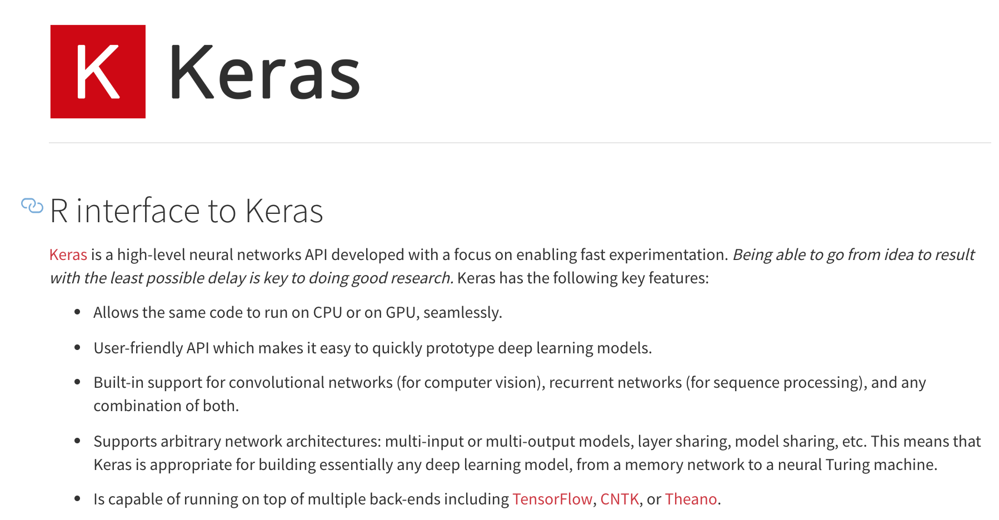 K Keras
R interface to Keras
Keras is a high-level neural networks API developed with a focus on enabling fast experimentation. Being able to go from idea to result
with the least possible delay is key to doing good research. Keras has the following key features:
• Allows the same code to run on CPU or on GPU, seamlessly.
• User-friendly API which makes it easy to quickly prototype deep learning models.
• Built-in support for convolutional networks (for computer vision), recurrent networks (for sequence processing), and any
combination of both.
• Supports arbitrary network architectures: multi-input or multi-output models, layer sharing, model sharing, etc. This means that
Keras is appropriate for building essentially any deep learning model, from a memory network to a neural Turing machine.
• Is capable of running on top of multiple back-ends including TensorFlow, CNTK, or Theano.